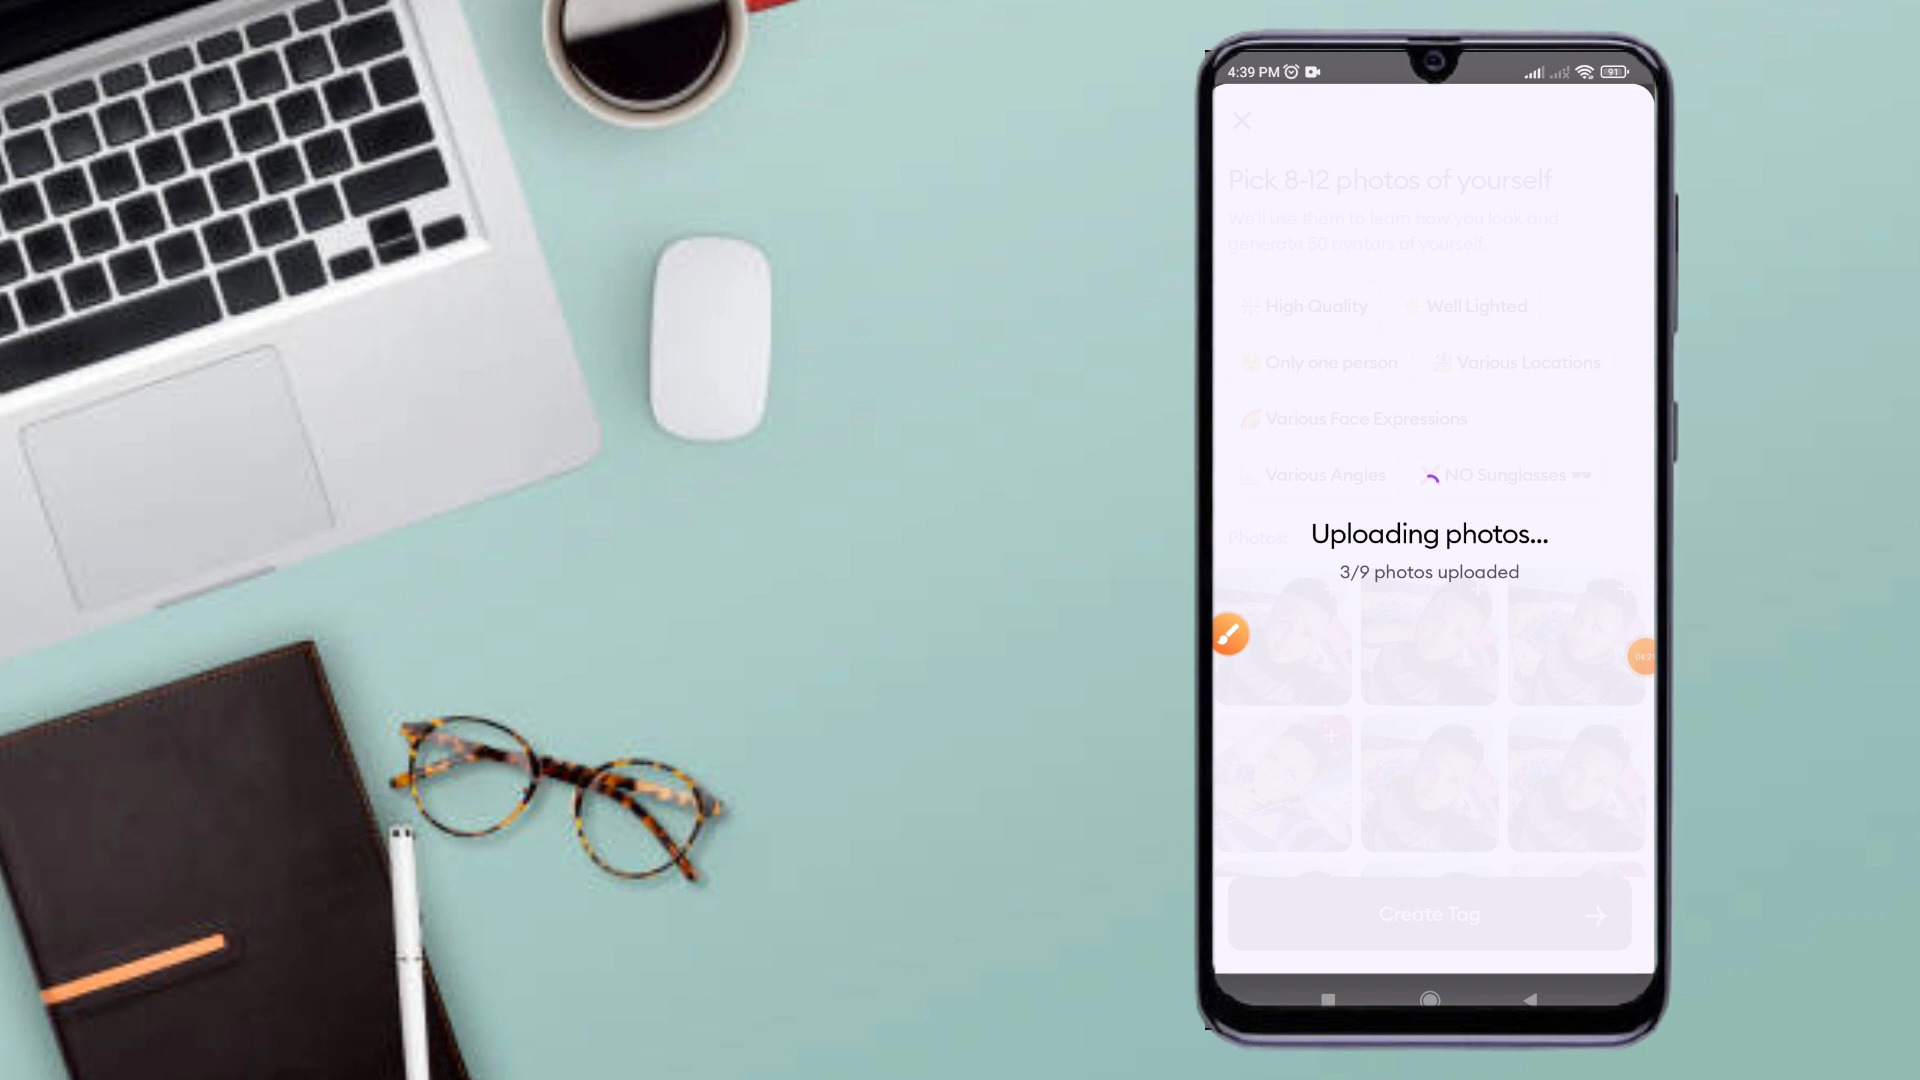 4:39 PM
91
Pick 8-12 photos of yourself
We'll use them to learn how you look and
generate 50 avatars of yourself.
High Quality
Well Lighted
Only one person
Various Locations
Various Face Expressions
Various Angles
NO Sunglasses
Photos:
Uploading photos...
3/9 photos uploaded
Create Tag